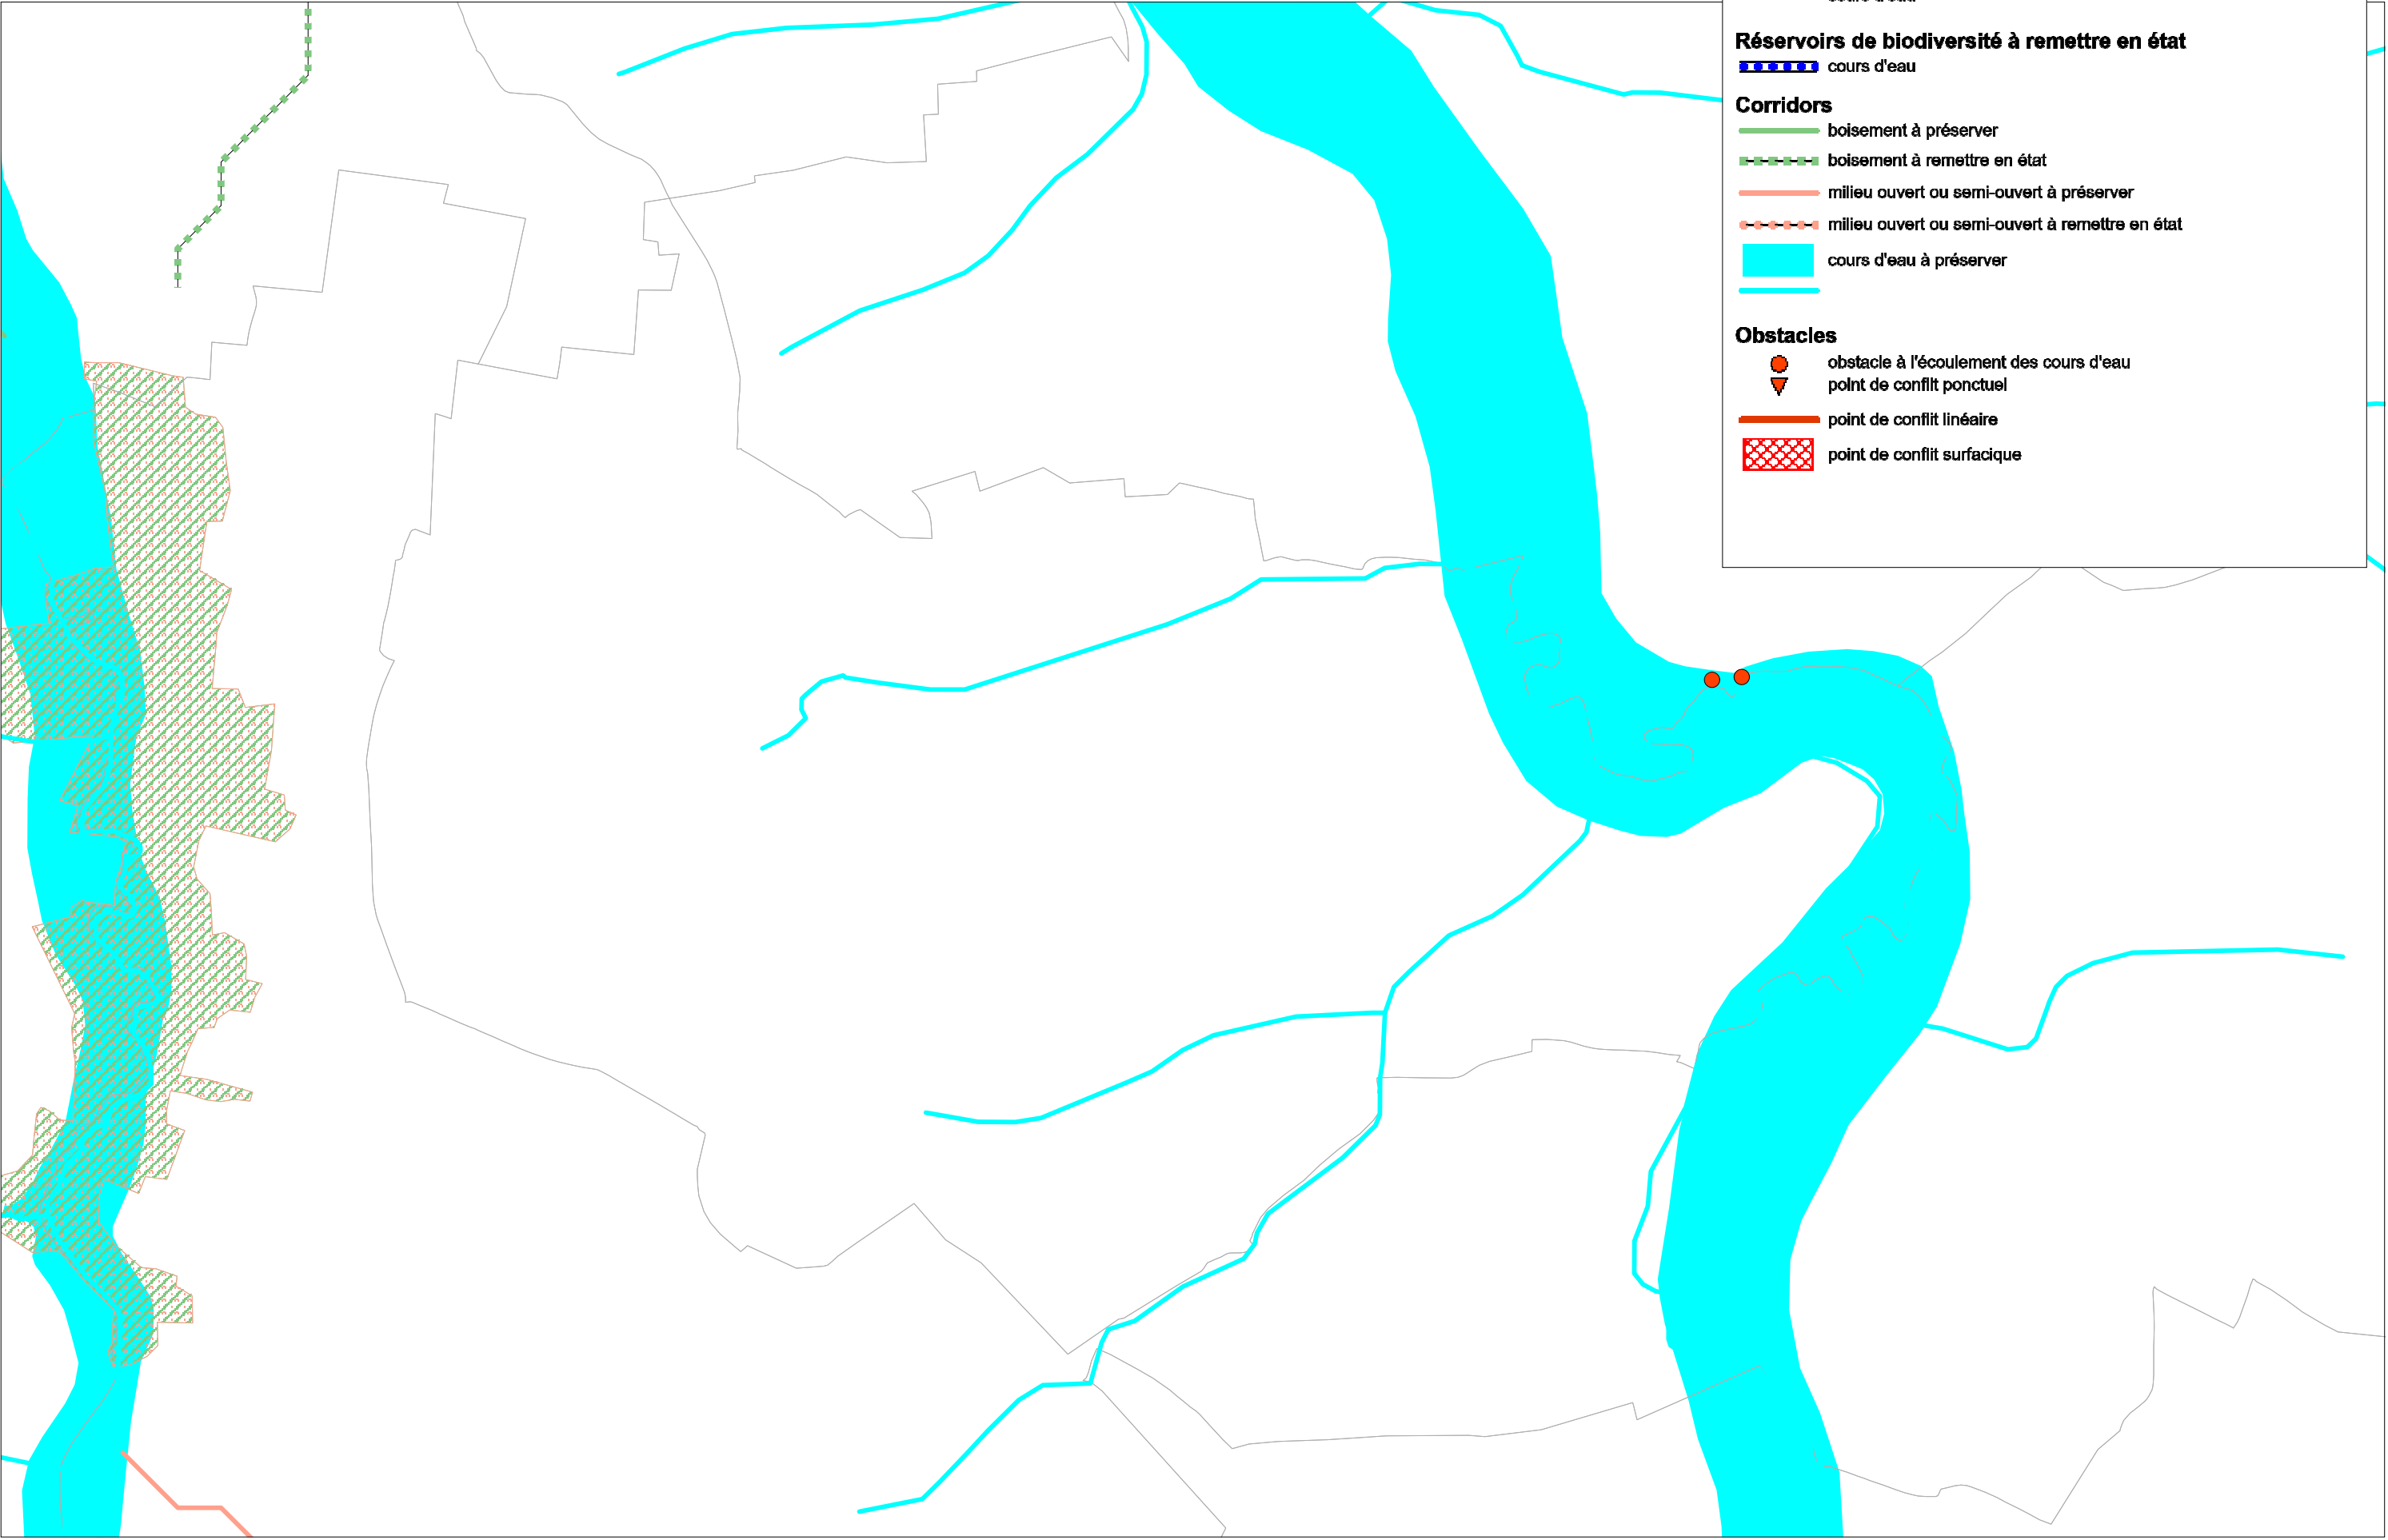 Réservoirs de biodiversité à remettre en état
cours d'eau
Corridors
boisement à préserver
boisement à remettre en état
milieu ouvert ou semi-ouvert à préserver
milieu ouvert ou semi-ouvert à remettre en état
cours d'eau à préserver
Obstacles
obstacle à l'écoulement des cours d'eau
point de conflit ponctuel
point de conflit linéaire
point de conflit surfacique